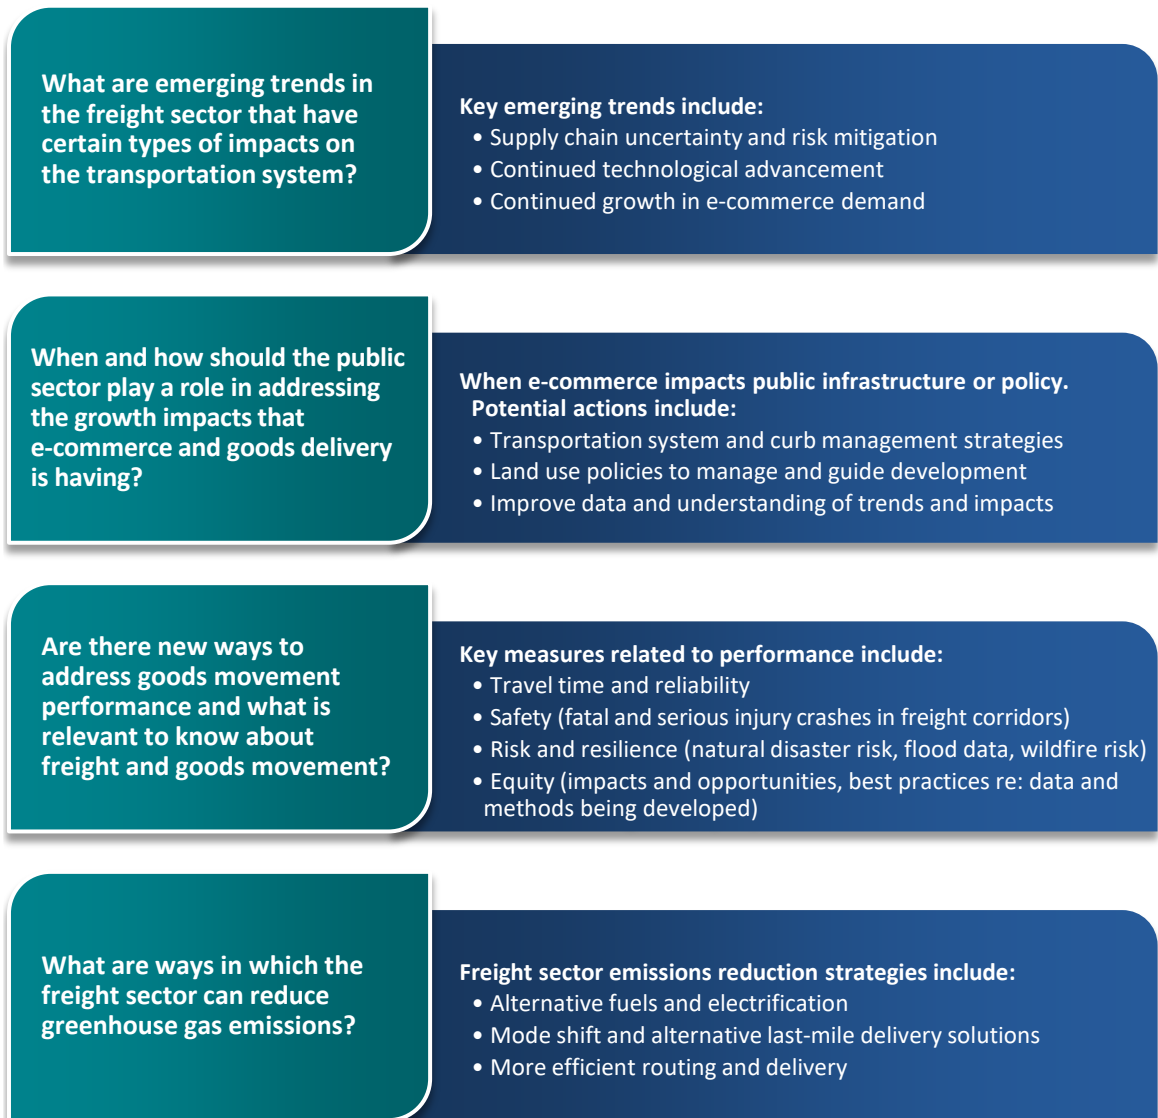 What are emerging trends in
the freight sector that have
certain types of impacts on
the transportation system?
Key emerging trends include:
• Supply chain uncertainty and risk mitigation
• Continued technological advancement
• Continued growth in e-commerce demand
When and how should the public
sector play a role in addressing
the growth impacts that
e-commerce and goods delivery
is having?
When e-commerce impacts public infrastructure or policy.
Potential actions include:
• Transportation system and curb management strategies
• Land use policies to manage and guide development
• Improve data and understanding of trends and impacts
Are there new ways to
address goods movement
performance and what is
relevant to know about
freight and goods movement?
Key measures related to performance include:
• Travel time and reliability
• Safety (fatal and serious injury crashes in freight corridors)
• Risk and resilience (natural disaster risk, flood data, wildfire risk)
• Equity (impacts and opportunities, best practices re: data and
methods being developed)
What are ways in which the
freight sector can reduce
greenhouse gas emissions?
Freight sector emissions reduction strategies include:
• Alternative fuels and electrification
• Mode shift and alternative last-mile delivery solutions
• More efficient routing and delivery